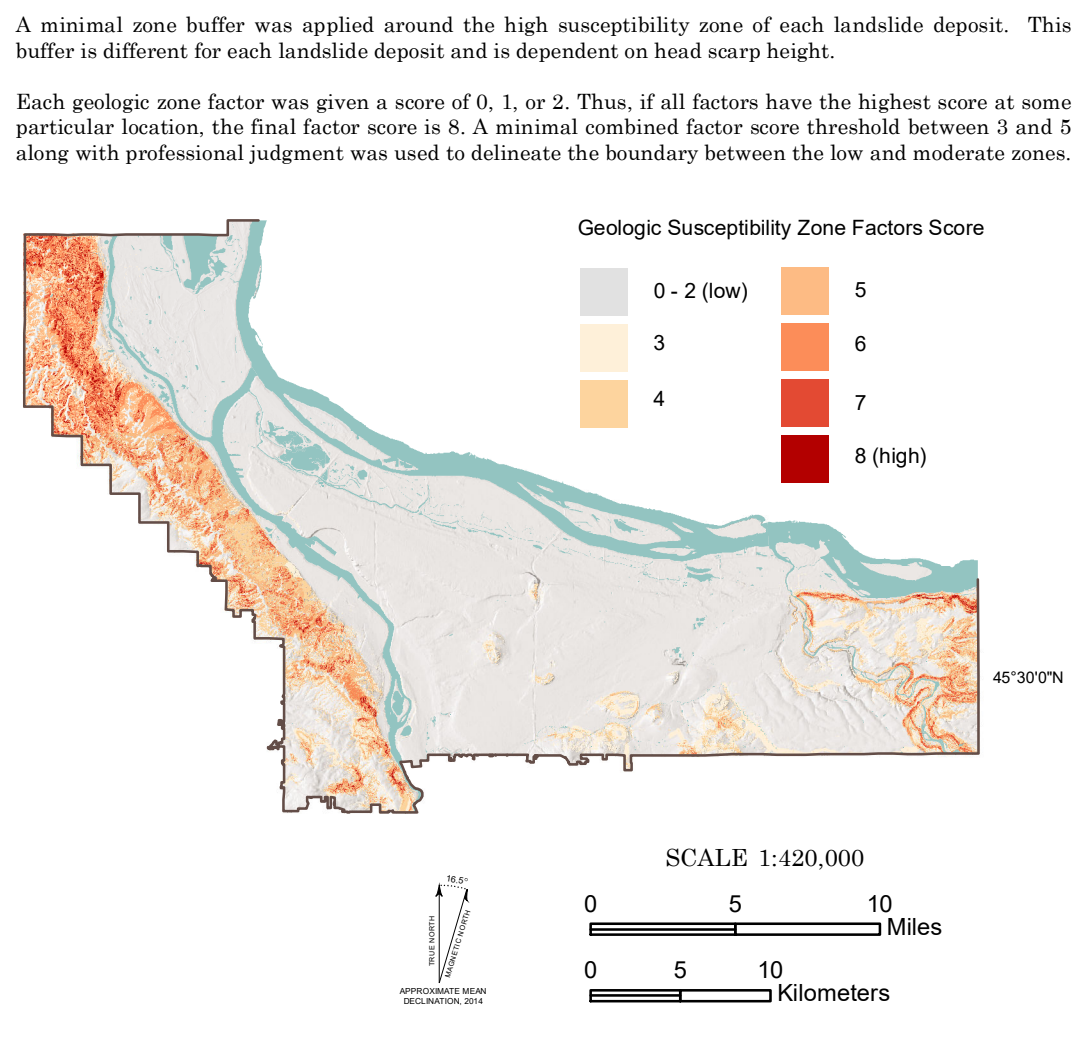 A minimal zone buffer was applied around the high susceptibility zone of each landslide deposit. This
buffer is different for each landslide deposit and is dependent on head scarp height.
Each geologic zone factor was given a score of 0, 1, or 2. Thus, if all factors have the highest score at some
particular location, the final factor score is 8. A minimal combined factor score threshold between 3 and 5
along with professional judgment was used to delineate the boundary between the low and moderate zones.
Geologic Susceptibility Zone Factors Score
0 - 2 (low)
3
4
5
6
7
8 (high)
45°30'0"N
SCALE 1:420,000
16.5°
TRUE NORTH
MAGNETIC NORTH
APPROXIMATE MEAN
DECLINATION, 2014
0 5 10
Miles
0 5 10
Kilometers